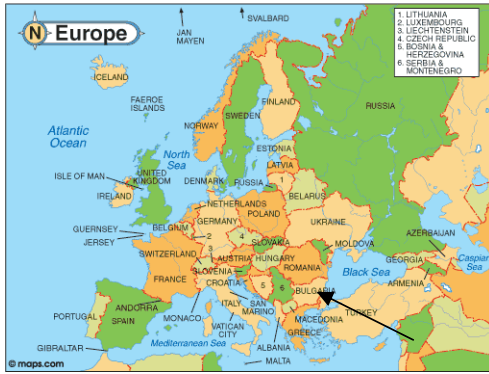 N Europe
1. LITHUANIA
2. LUXEMBOURG
3. LIECHTENSTEIN
4. CZECH REPUBLIC
5. BOSNIA &
HERZEGOVINA
6. SERBIA &
MONTENEGRO
SVALBARD
JAN
MAYEN
ICELAND
FAEROE
ISLANDS
FINLAND
RUSSIA
SWEDEN
NORWAY
Atlantic
Ocean
ESTONIA
North
Sea
LATVIA
ISLE OF MAN
UNITED
KINGDOM
DENMARK
1
RUSSIA
IRELAND
BELARUS
NETHERLANDS
POLAND
GUERNSEY
JERSEY
BELGIUM
GERMANY
2
4
UKRAINE
SLOVAKIA
MOLDOVA
AZERBAIJAN
SWITZERLAND
3
AUSTRIA
HUNGARY
Caspian
Sea
GEORGIA
SLOVENIA
ROMANIA
FRANCE
CROATIA
5
6
Black Sea
ARMENIA
BULGARIA
ANDORRA
ITALY
SAN
MARINO
PORTUGAL
SPAIN
MONACO
MACEDONIA
TURKEY
VATICAN
CITY
GREECE
Mediterranean Sea
ALBANIA
GIBRALTAR
MALTA
© maps.com